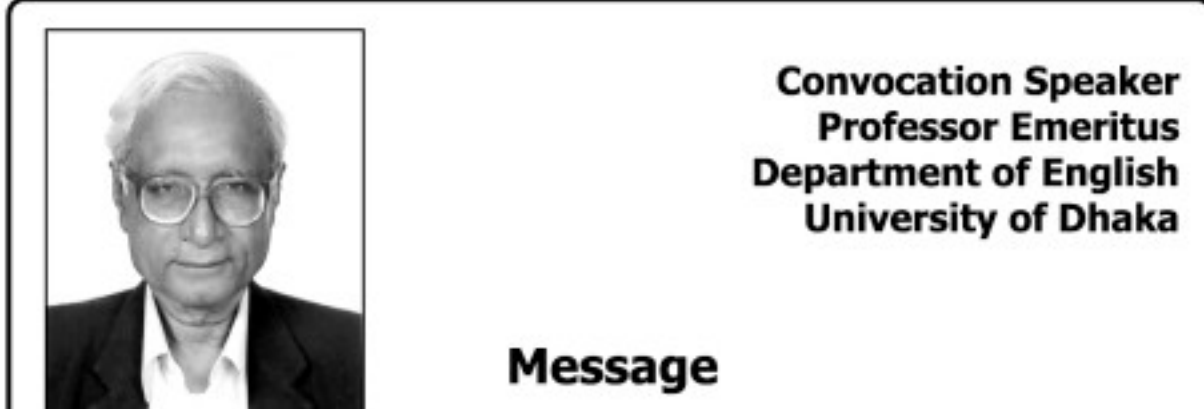 Convocation Speaker
Professor Emeritus
Department of English
University of Dhaka
Message